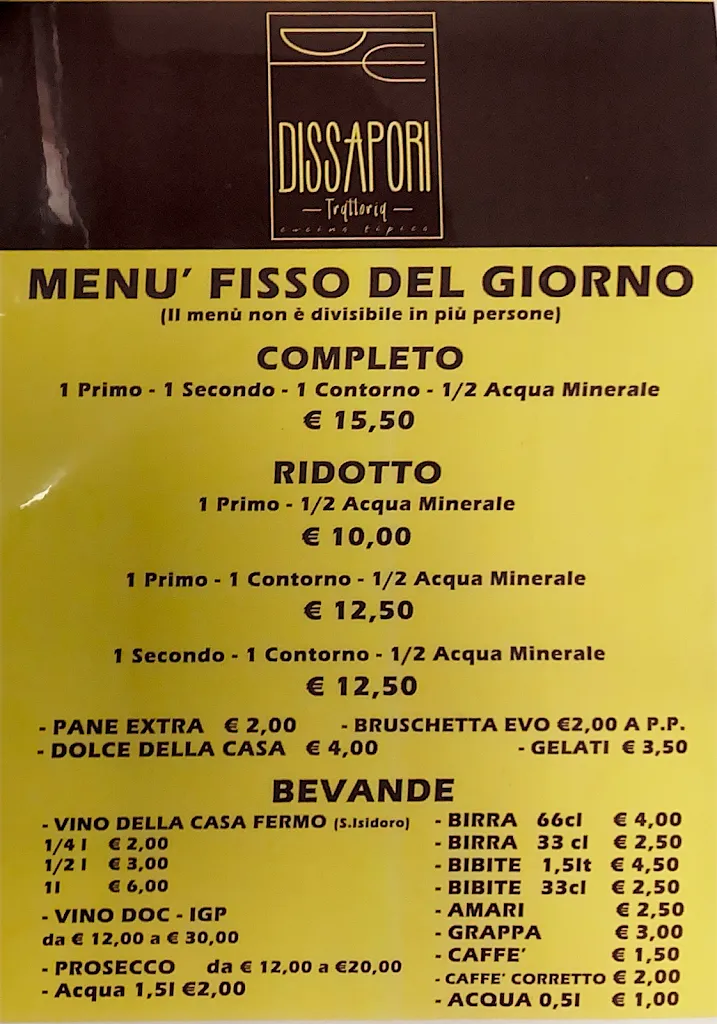 DISSAPORI
Trattoria
cucina tipica
MENU' FISSO DEL GIORNO
(Il menù non è divisibile in più persone)
COMPLETO
1 Primo - 1 Secondo - 1 Contorno - 1/2 Acqua Minerale
€ 15,50
RIDOTTO
1 Primo - 1/2 Acqua Minerale
€ 10,00
1 Primo - 1 Contorno - 1/2 Acqua Minerale
€ 12,50
1 Secondo - 1 Contorno - 1/2 Acqua Minerale
€ 12,50
- PANE EXTRA € 2,00 - BRUSCHETTA EVO €2,00 A P.P.
- DOLCE DELLA CASA € 4,00 - GELATI € 3,50
BEVANDE
- VINO DELLA CASA FERMO (S.Isidoro)
1/4 l € 2,00
1/2 l € 3,00
1l € 6,00
- VINO DOC - IGP
da € 12,00 a € 30,00
- PROSECCO da € 12,00 a €20,00
- Acqua 1,5l €2,00
- BIRRA 66cl € 4,00
- BIRRA 33 cl € 2,50
- BIBITE 1,5lt € 4,50
- BIBITE 33cl € 2,50
- AMARI € 2,50
- GRAPPA € 3,00
- CAFFE' € 1,50
- CAFFE' CORRETTO € 2,00
- ACQUA 0,5l € 1,00